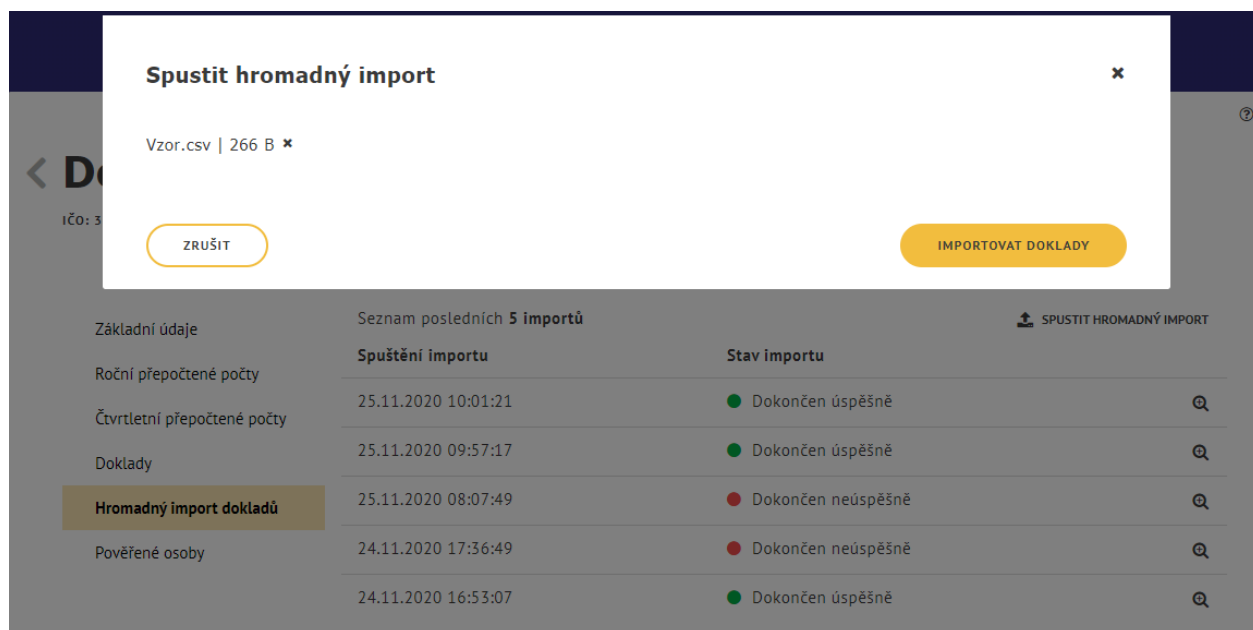 Spustit hromadný import ✖
Vzor.csv | 266 B ✖
ZRUŠIT
IMPORTOVAT DOKLADY
IČO: 3
Základní údaje
Roční přepočtené počty
Čtvrtletní přepočtené počty
Doklady
Hromadný import dokladů
Pověřené osoby
Seznam posledních 5 importů
SPUSTIT HROMADNÝ IMPORT
Spuštění importu Stav importu
25.11.2020 10:01:21 Dokončen úspěšně
25.11.2020 09:57:17 Dokončen úspěšně
25.11.2020 08:07:49 Dokončen neúspěšně
24.11.2020 17:36:49 Dokončen neúspěšně
24.11.2020 16:53:07 Dokončen úspěšně